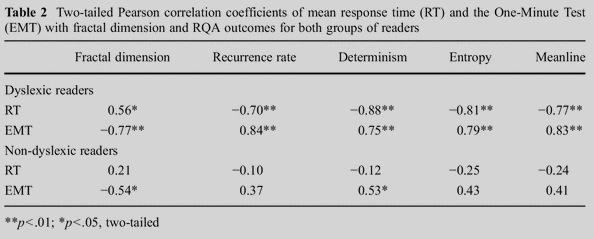 Table 2 Two-tailed Pearson correlation coefficients of mean response time (RT) and the One-Minute Test
(EMT) with fractal dimension and RQA outcomes for both groups of readers
Fractal dimension Recurrence rate Determinism Entropy Meanline
Dyslexic readers
RT 0.56* −0.70** −0.88** −0.81** −0.77**
EMT −0.77** 0.84** 0.75** 0.79** 0.83**
Non-dyslexic readers
RT 0.21 −0.10 −0.12 −0.25 −0.24
EMT −0.54* 0.37 0.53* 0.43 0.41
**p<.01; *p<.05, two-tailed